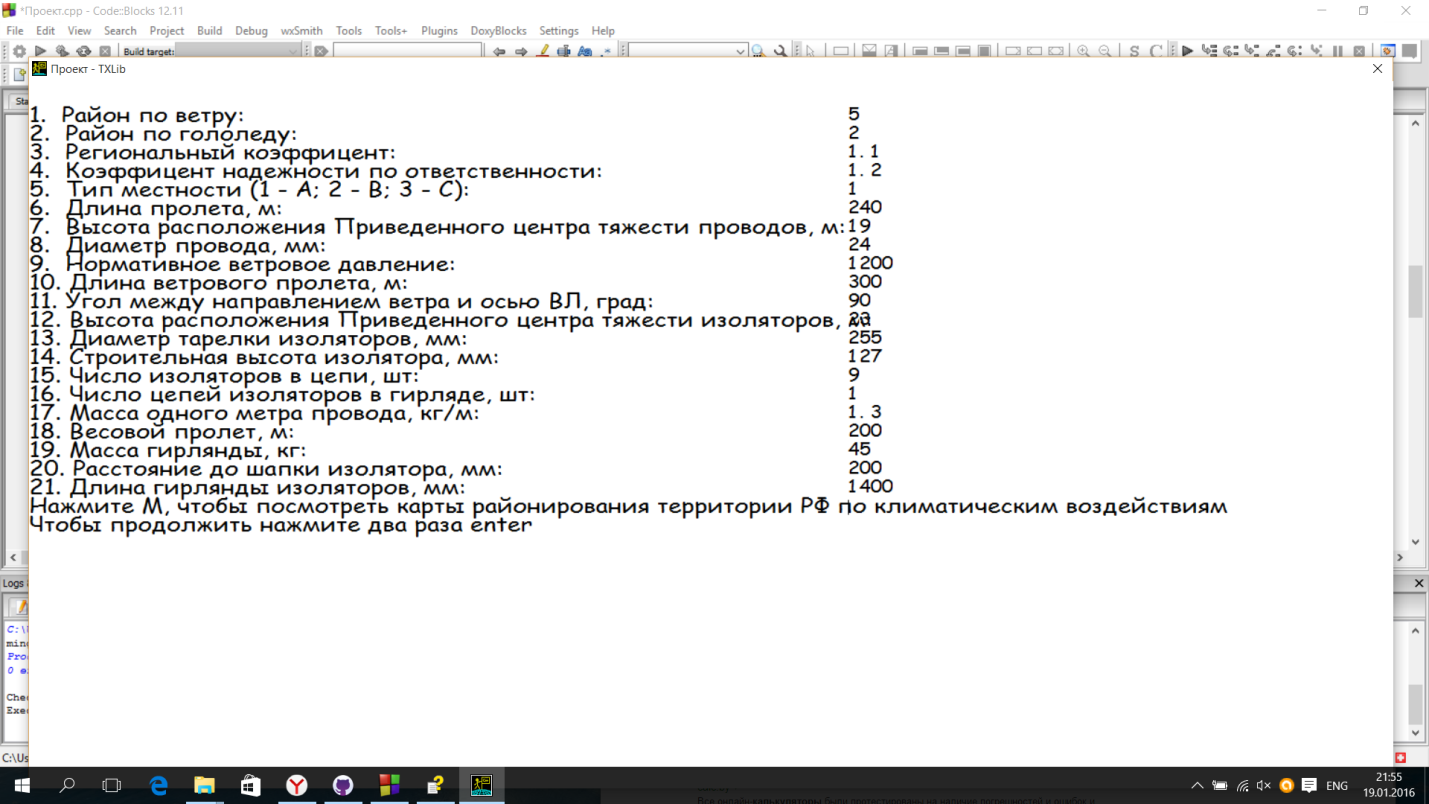 *Проект.cpp - Code::Blocks 12.11
File Edit View Search Project Build Debug wxSmith Tools Tools+ Plugins DoxyBlocks Settings Help
Build target:
Проект - TXLib
1. Район по ветру: 5
2. Район по гололеду: 2
3. Региональный коэффицент: 1.1
4. Коэффицент надежности по ответственности: 1.2
5. Тип местности (1 - А; 2 - В; 3 - С): 1
6. Длина пролета, м: 240
7. Высота расположения Приведенного центра тяжести проводов, м: 19
8. Диаметр провода, мм: 24
9. Нормативное ветровое давление: 1200
10. Длина ветрового пролета, м: 300
11. Угол между направлением ветра и осью ВЛ, град: 90
12. Высота расположения Приведенного центра тяжести изоляторов, м: 23
13. Диаметр тарелки изоляторов, мм: 255
14. Строительная высота изолятора, мм: 127
15. Число изоляторов в цепи, шт: 9
16. Число цепей изоляторов в гирляде, шт: 1
17. Масса одного метра провода, кг/м: 1.3
18. Весовой пролет, м: 200
19. Масса гирлянды, кг: 45
20. Расстояние до шапки изолятора, мм: 200
21. Длина гирлянды изоляторов, мм: 1400
Нажмите М, чтобы посмотреть карты районирования территории РФ по климатическим воздействиям
Чтобы продолжить нажмите два раза enter
Logs
ENG
21:55
19.01.2016